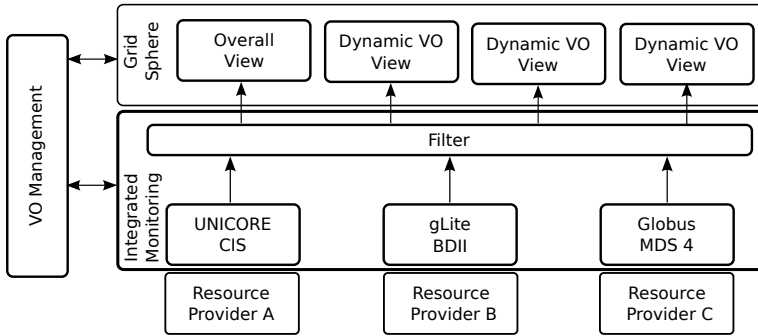 VO Management
Grid
Sphere
Overall
View
Dynamic VO
View
Dynamic VO
View
Dynamic VO
View
Integrated
Monitoring
Filter
UNICORE
CIS
gLite
BDII
Globus
MDS 4
Resource
Provider A
Resource
Provider B
Resource
Provider C